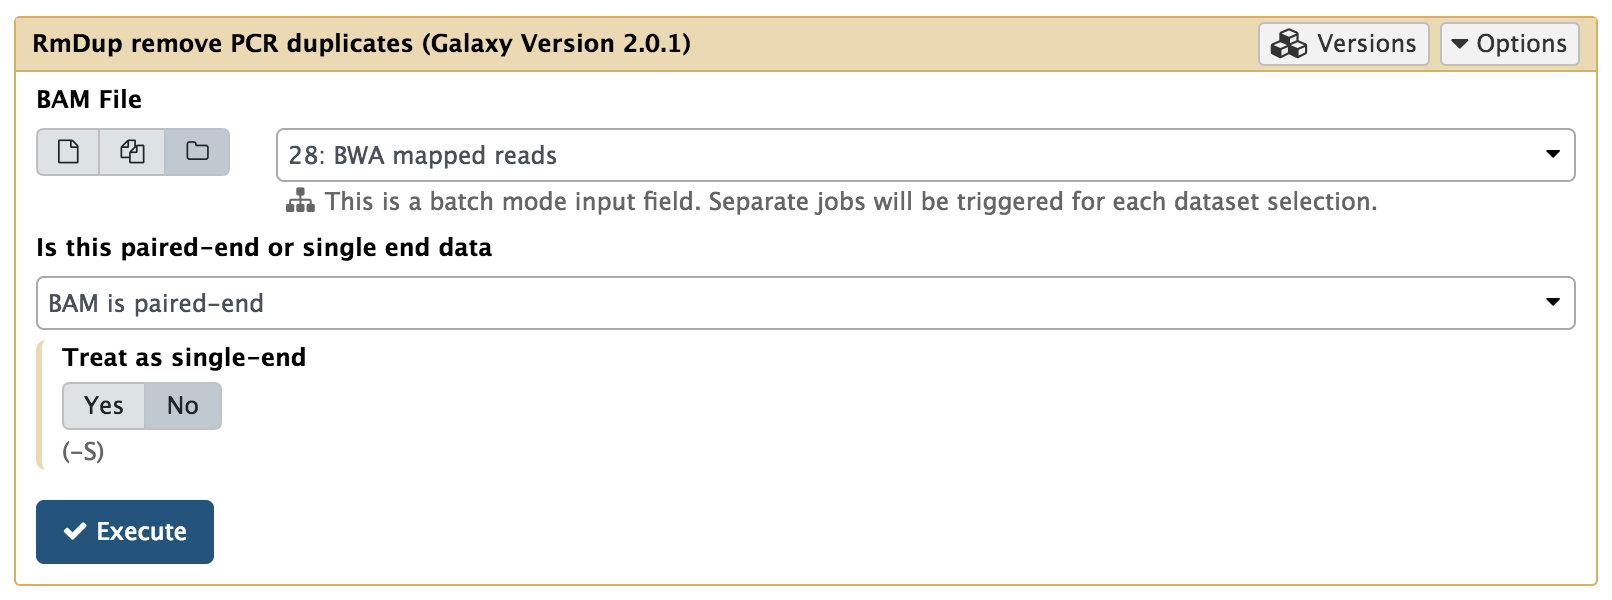 RmDup remove PCR duplicates (Galaxy Version 2.0.1)
Versions
Options
BAM File
28: BWA mapped reads
This is a batch mode input field. Separate jobs will be triggered for each dataset selection.
Is this paired-end or single end data
BAM is paired-end
Treat as single-end
Yes No
(-S)
Execute